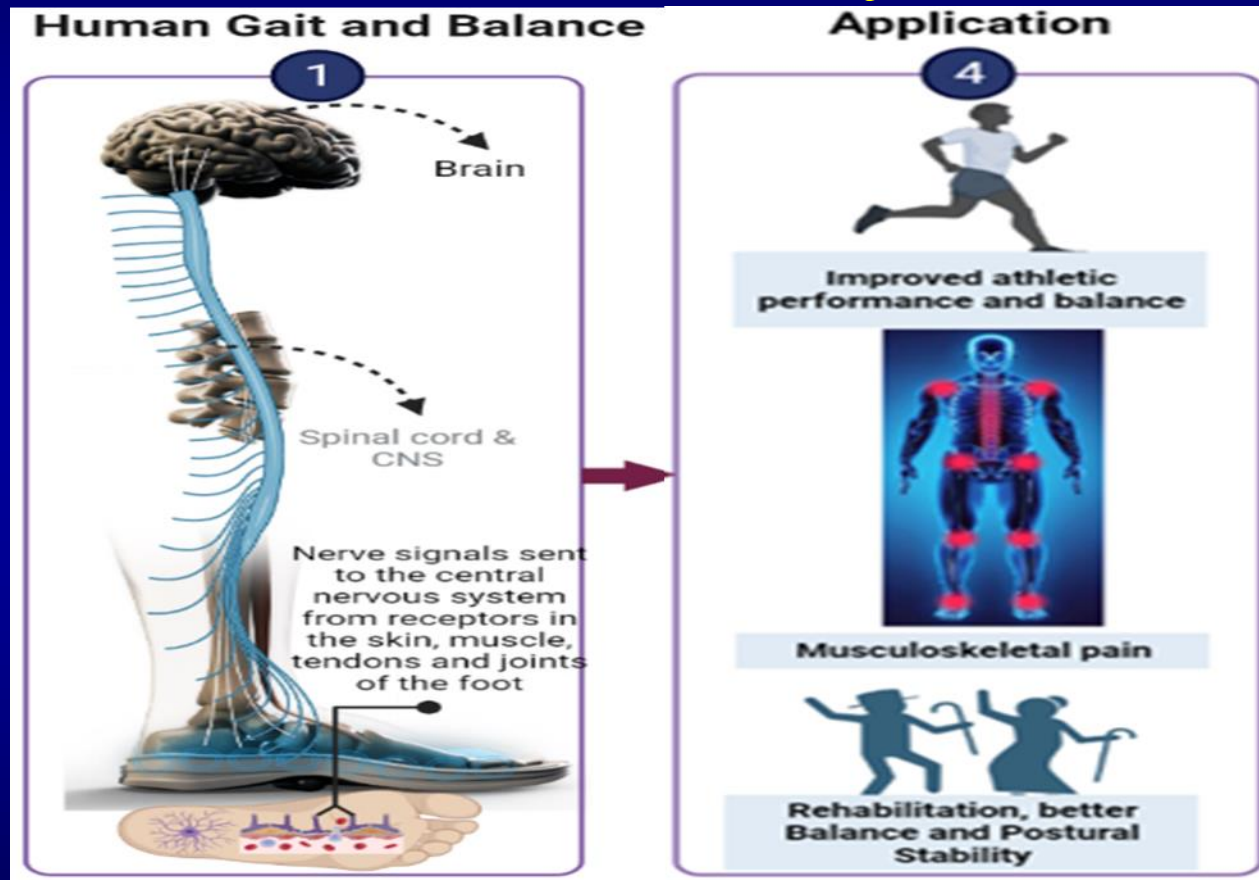 Human Gait and Balance
1
Brain
Spinal cord &
CNS
Nerve signals sent
to the central
nervous system
from receptors in
the skin, muscle,
tendons and joints
of the foot
Application
4
Improved athletic
performance and balance
Musculoskeletal pain
Rehabilitation, better
Balance and Postural
Stability